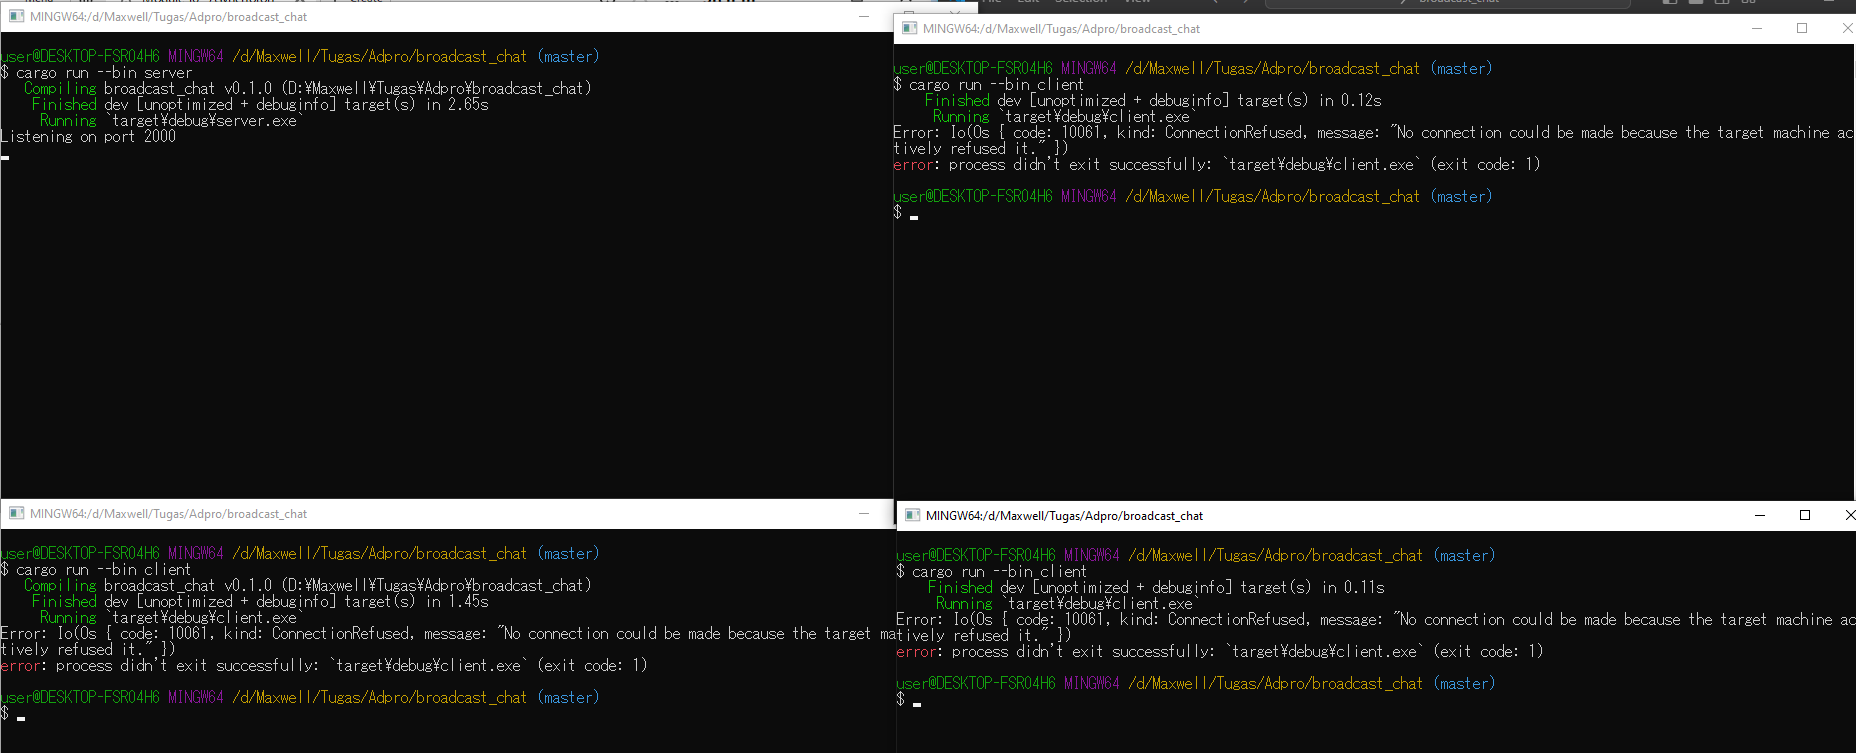 MINGW64:/d/Maxwell/Tugas/Adpro/broadcast_chat
user@DESKTOP-FSRO4H6 MINGW64 /d/Maxwell/Tugas/Adpro/broadcast_chat (master)
$ cargo run --bin server
Compiling broadcast_chat v0.1.0 (D:¥Maxwell¥Tugas¥Adpro¥broadcast_chat)
Finished dev [unoptimized + debuginfo] target(s) in 2.65s
Running `target¥debug¥server.exe`
Listening on port 2000
MINGW64:/d/Maxwell/Tugas/Adpro/broadcast_chat
user@DESKTOP-FSRO4H6 MINGW64 /d/Maxwell/Tugas/Adpro/broadcast_chat (master)
$ cargo run --bin client
Finished dev [unoptimized + debuginfo] target(s) in 0.12s
Running `target¥debug¥client.exe`
Error: Io(Os { code: 10061, kind: ConnectionRefused, message: "No connection could be made because the target machine ac
tively refused it." })
error: process didn't exit successfully: `target¥debug¥client.exe` (exit code: 1)
user@DESKTOP-FSRO4H6 MINGW64 /d/Maxwell/Tugas/Adpro/broadcast_chat (master)
$
MINGW64:/d/Maxwell/Tugas/Adpro/broadcast_chat
user@DESKTOP-FSRO4H6 MINGW64 /d/Maxwell/Tugas/Adpro/broadcast_chat (master)
$ cargo run --bin client
Compiling broadcast_chat v0.1.0 (D:¥Maxwell¥Tugas¥Adpro¥broadcast_chat)
Finished dev [unoptimized + debuginfo] target(s) in 1.45s
Running `target¥debug¥client.exe`
Error: Io(Os { code: 10061, kind: ConnectionRefused, message: "No connection could be made because the target ma
tively refused it." })
error: process didn't exit successfully: `target¥debug¥client.exe` (exit code: 1)
user@DESKTOP-FSRO4H6 MINGW64 /d/Maxwell/Tugas/Adpro/broadcast_chat (master)
$
MINGW64:/d/Maxwell/Tugas/Adpro/broadcast_chat
user@DESKTOP-FSRO4H6 MINGW64 /d/Maxwell/Tugas/Adpro/broadcast_chat (master)
$ cargo run --bin client
Finished dev [unoptimized + debuginfo] target(s) in 0.11s
Running `target¥debug¥client.exe`
Error: Io(Os { code: 10061, kind: ConnectionRefused, message: "No connection could be made because the target machine ac
tively refused it." })
error: process didn't exit successfully: `target¥debug¥client.exe` (exit code: 1)
user@DESKTOP-FSRO4H6 MINGW64 /d/Maxwell/Tugas/Adpro/broadcast_chat (master)
$